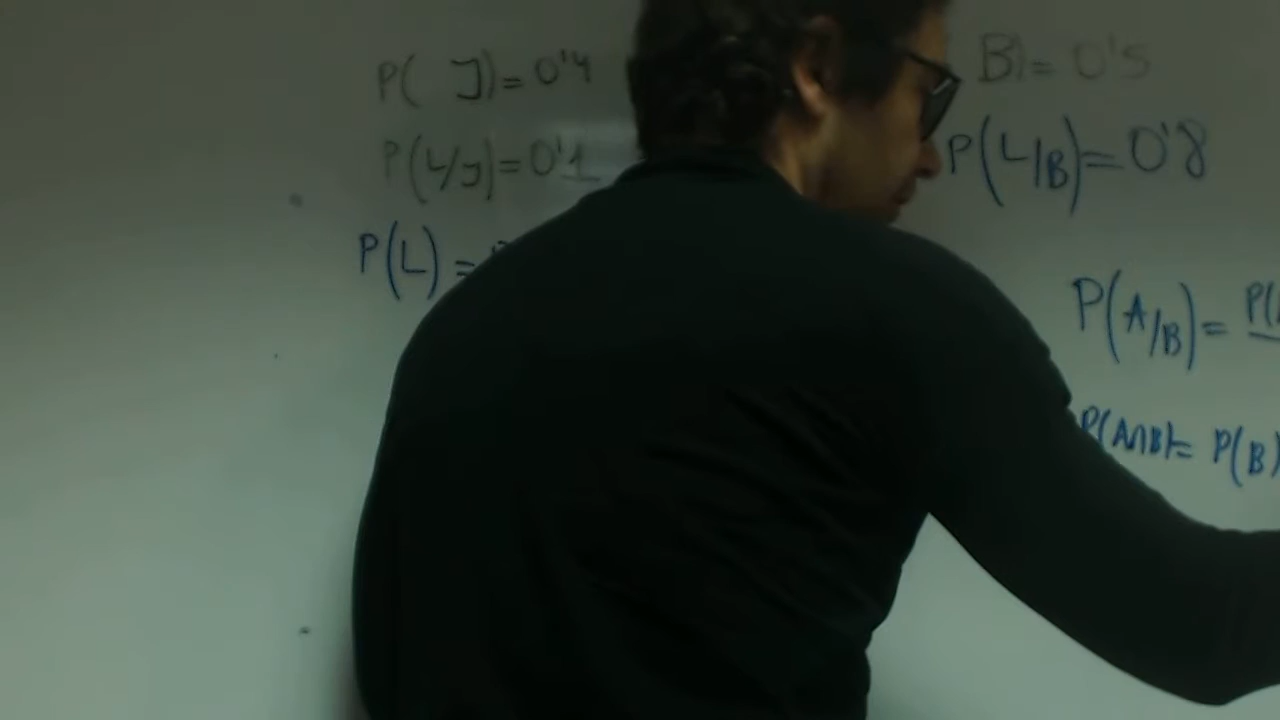 P( J)= 0'4
P(L/J)= 0'1
P(L) =
B)= 0'5
P(L/B)= 0'8
P(A/B)= P(
P(A∩B)= P(B)